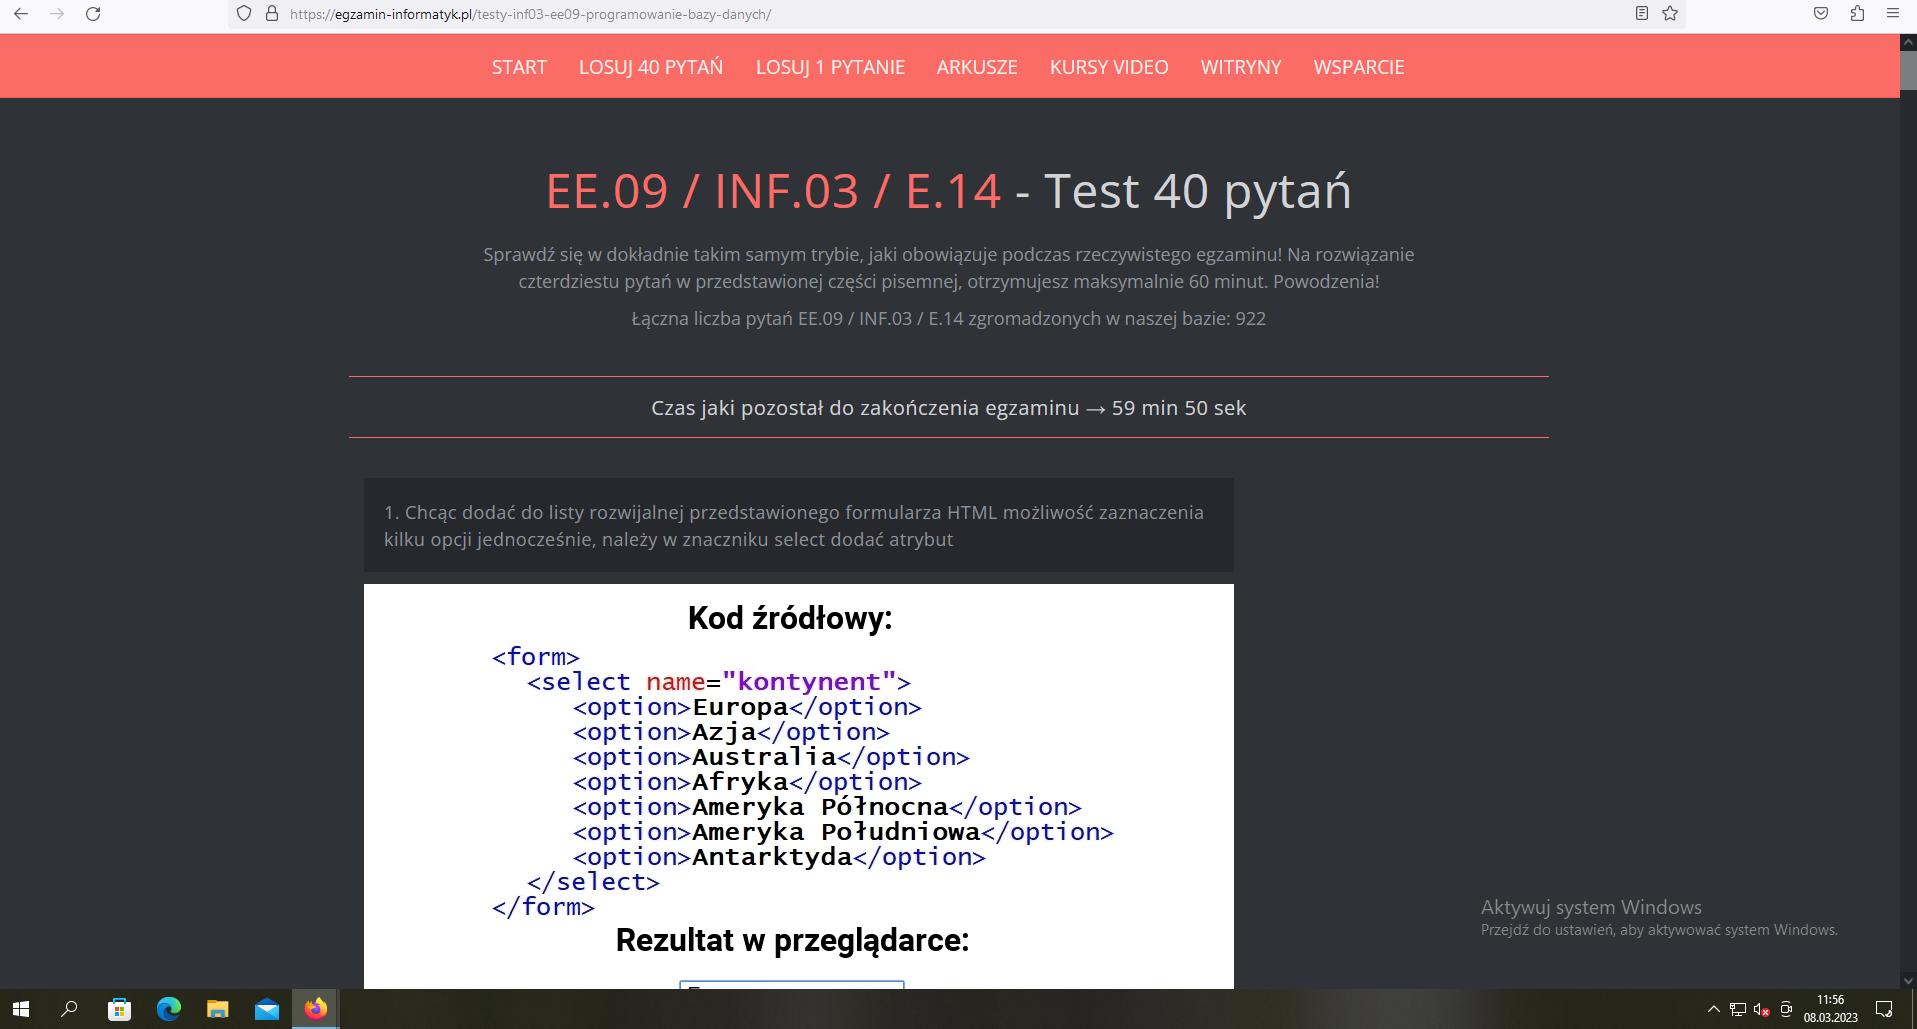 https://egzamin-informatyk.pl/testy-inf03-ee09-programowanie-bazy-danych/
START LOSUJ 40 PYTAŃ LOSUJ 1 PYTANIE ARKUSZE KURSY VIDEO WITRYNY WSPARCIE
EE.09 / INF.03 / E.14 - Test 40 pytań
Sprawdź się w dokładnie takim samym trybie, jaki obowiązuje podczas rzeczywistego egzaminu! Na rozwiązanie
czterdziestu pytań w przedstawionej części pisemnej, otrzymujesz maksymalnie 60 minut. Powodzenia!
Łączna liczba pytań EE.09 / INF.03 / E.14 zgromadzonych w naszej bazie: 922
Czas jaki pozostał do zakończenia egzaminu → 59 min 50 sek
1. Chcąc dodać do listy rozwijalnej przedstawionego formularza HTML możliwość zaznaczenia
kilku opcji jednocześnie, należy w znaczniku select dodać atrybut
Kod źródłowy:
<form>
<select name="kontynent">
<option>Europa</option>
<option>Azja</option>
<option>Australia</option>
<option>Afryka</option>
<option>Ameryka Północna</option>
<option>Ameryka Południowa</option>
<option>Antarktyda</option>
</select>
</form>
Rezultat w przeglądarce:
Aktywuj system Windows
Przejdź do ustawień, aby aktywować system Windows.
11:56
08.03.2023